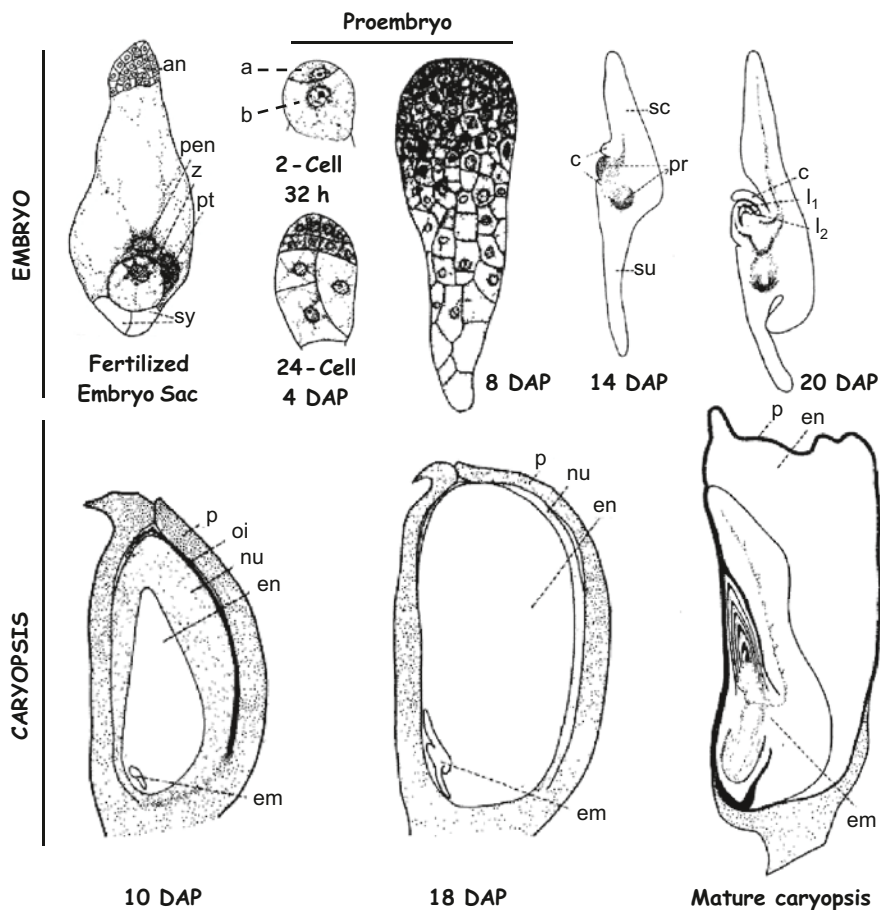 Proembryo
EMBRYO
an
pen
z
pt
sy
Fertilized
Embryo Sac
a
b
2-Cell
32 h
24-Cell
4 DAP
8 DAP
sc
c
pr
su
14 DAP
c
l1
l2
20 DAP
CARYOPSIS
p
oi
nu
en
em
10 DAP
p
nu
en
em
18 DAP
p
en
em
Mature caryopsis